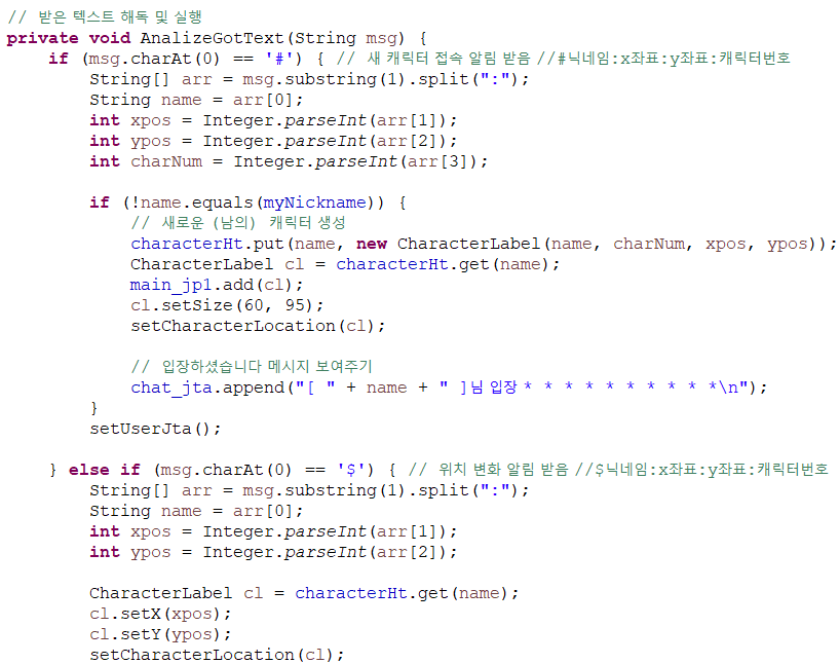 // 받은 텍스트 해독 및 실행
private void AnalizeGotText(String msg) {
    if (msg.charAt(0) == '#') { // 새 캐릭터 접속 알림 받음 //#닉네임:x좌표:y좌표:캐릭터번호
        String[] arr = msg.substring(1).split(":");
        String name = arr[0];
        int xpos = Integer.parseInt(arr[1]);
        int ypos = Integer.parseInt(arr[2]);
        int charNum = Integer.parseInt(arr[3]);

        if (!name.equals(myNickname)) {
            // 새로운 (남의) 캐릭터 생성
            characterHt.put(name, new CharacterLabel(name, charNum, xpos, ypos));
            CharacterLabel cl = characterHt.get(name);
            main_jp1.add(cl);
            cl.setSize(60, 95);
            setCharacterLocation(cl);

            // 입장하셨습니다 메시지 보여주기
            chat_jta.append("[ " + name + " ]님 입장 * * * * * * * * * *\n");
        }
        setUserJta();

    } else if (msg.charAt(0) == '$') { // 위치 변화 알림 받음 //$닉네임:x좌표:y좌표:캐릭터번호
        String[] arr = msg.substring(1).split(":");
        String name = arr[0];
        int xpos = Integer.parseInt(arr[1]);
        int ypos = Integer.parseInt(arr[2]);

        CharacterLabel cl = characterHt.get(name);
        cl.setX(xpos);
        cl.setY(ypos);
        setCharacterLocation(cl);